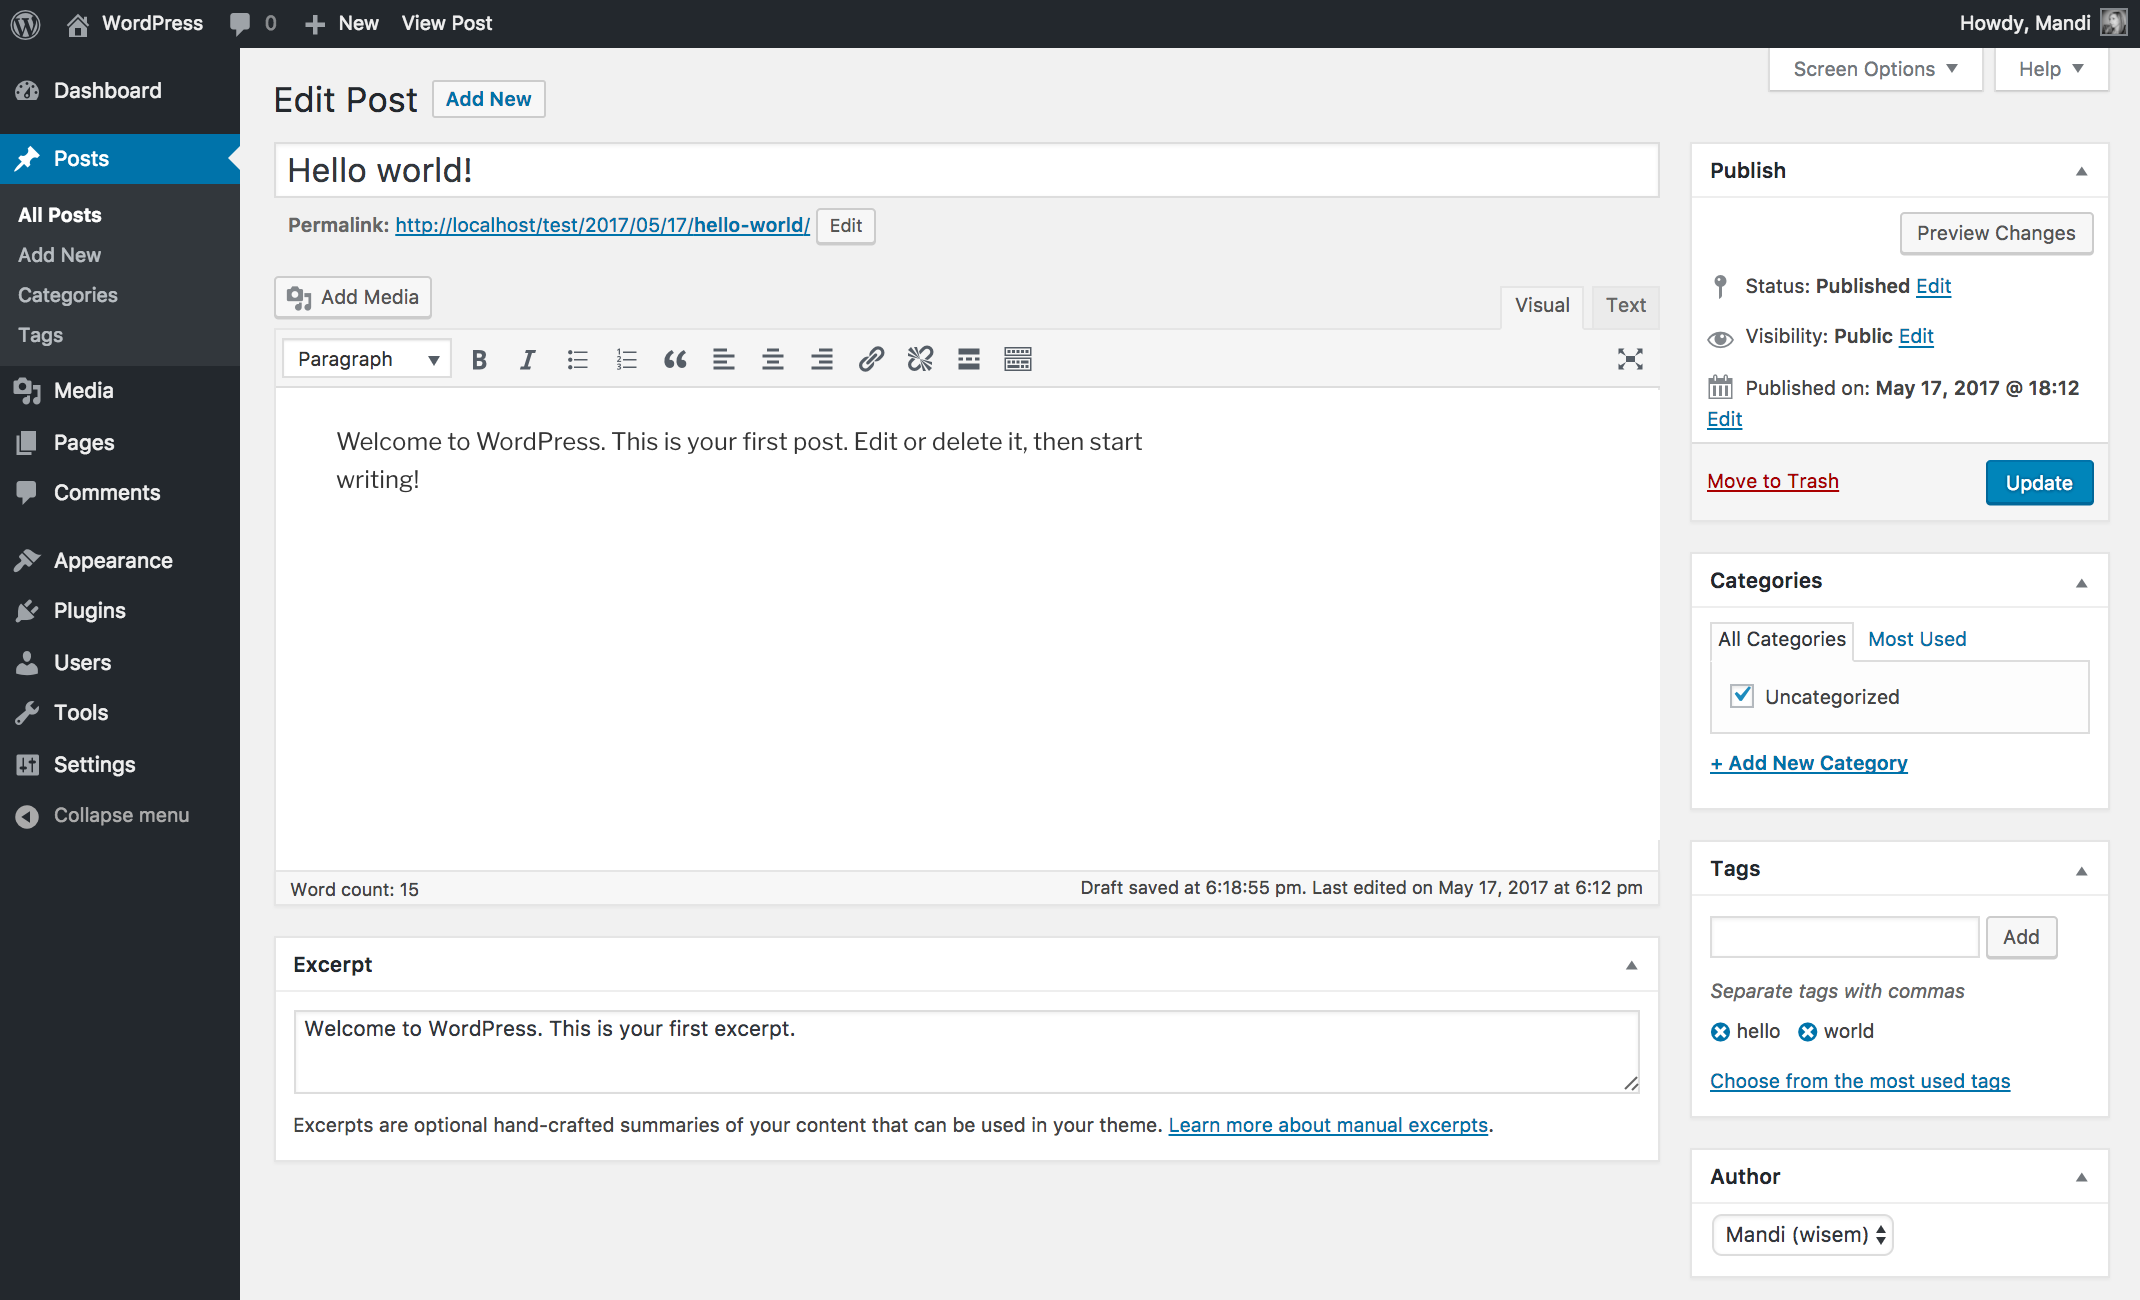 WordPress 0 New View Post Howdy, Mandi
Dashboard
Posts
All Posts
Add New
Categories
Tags
Media
Pages
Comments
Appearance
Plugins
Users
Tools
Settings
Collapse menu
Screen Options Help
Edit Post Add New
Hello world!
Permalink: http://localhost/test/2017/05/17/hello-world/ Edit
Add Media
Visual Text
Paragraph B I
Welcome to WordPress. This is your first post. Edit or delete it, then start
writing!
Word count: 15 Draft saved at 6:18:55 pm. Last edited on May 17, 2017 at 6:12 pm
Excerpt
Welcome to WordPress. This is your first excerpt.
Excerpts are optional hand-crafted summaries of your content that can be used in your theme. Learn more about manual excerpts.
Publish
Preview Changes
Status: Published Edit
Visibility: Public Edit
Published on: May 17, 2017 @ 18:12
Edit
Move to Trash Update
Categories
All Categories Most Used
Uncategorized
+ Add New Category
Tags
Add
Separate tags with commas
hello world
Choose from the most used tags
Author
Mandi (wisem)